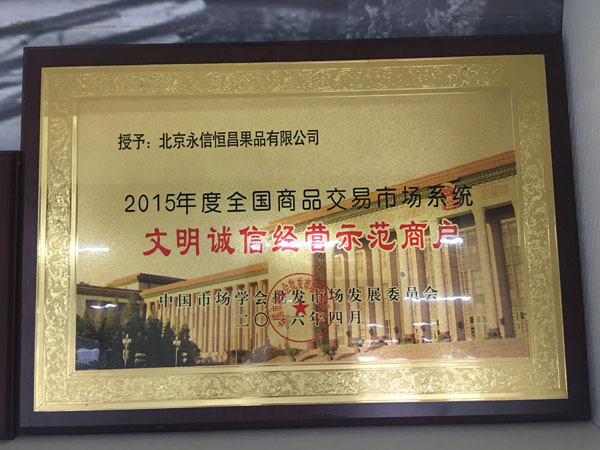 授予：北京永信恒昌果品有限公司
2015年度全国商品交易市场系统
文明诚信经营示范商户
中国市场学会批发市场发展委员会
二〇一六年四月